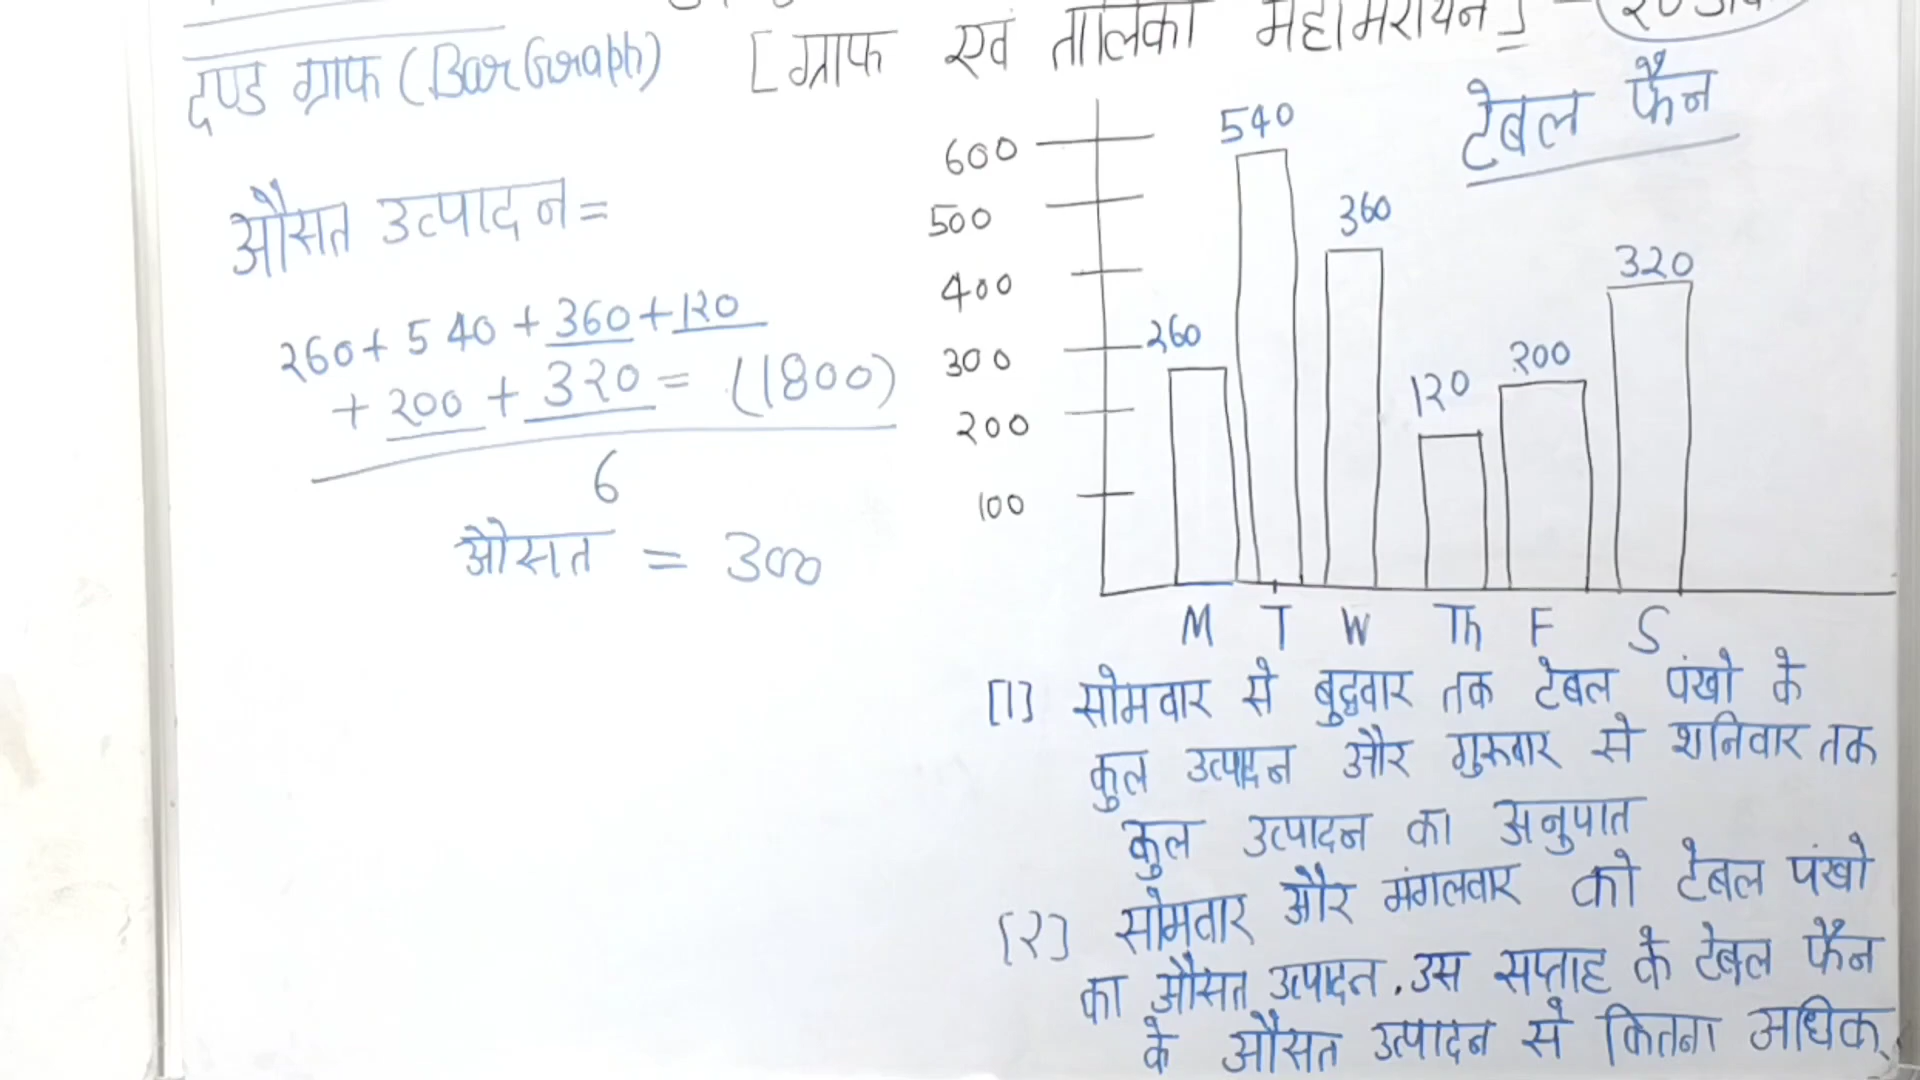 दण्ड ग्राफ (Bar Graph)
[ग्राफ एवं तालिका
टेबल फैन
औसत उत्पादन =
260 + 540 + 360 + 120
+ 200 + 320 = (1800)
6
औसत = 300
600
500
400
300
200
100
260
540
360
120
200
320
M T W Th F S
[1] सोमवार से बुद्धवार तक टेबल पंखो के
कुल उत्पादन और गुरुवार से शनिवार तक
कुल उत्पादन का अनुपात
[2] सोमवार और मंगलवार को टेबल पंखो
का औसत उत्पादन. उस सप्ताह के टेबल फैन
के औसत उत्पादन से कितना अधिक